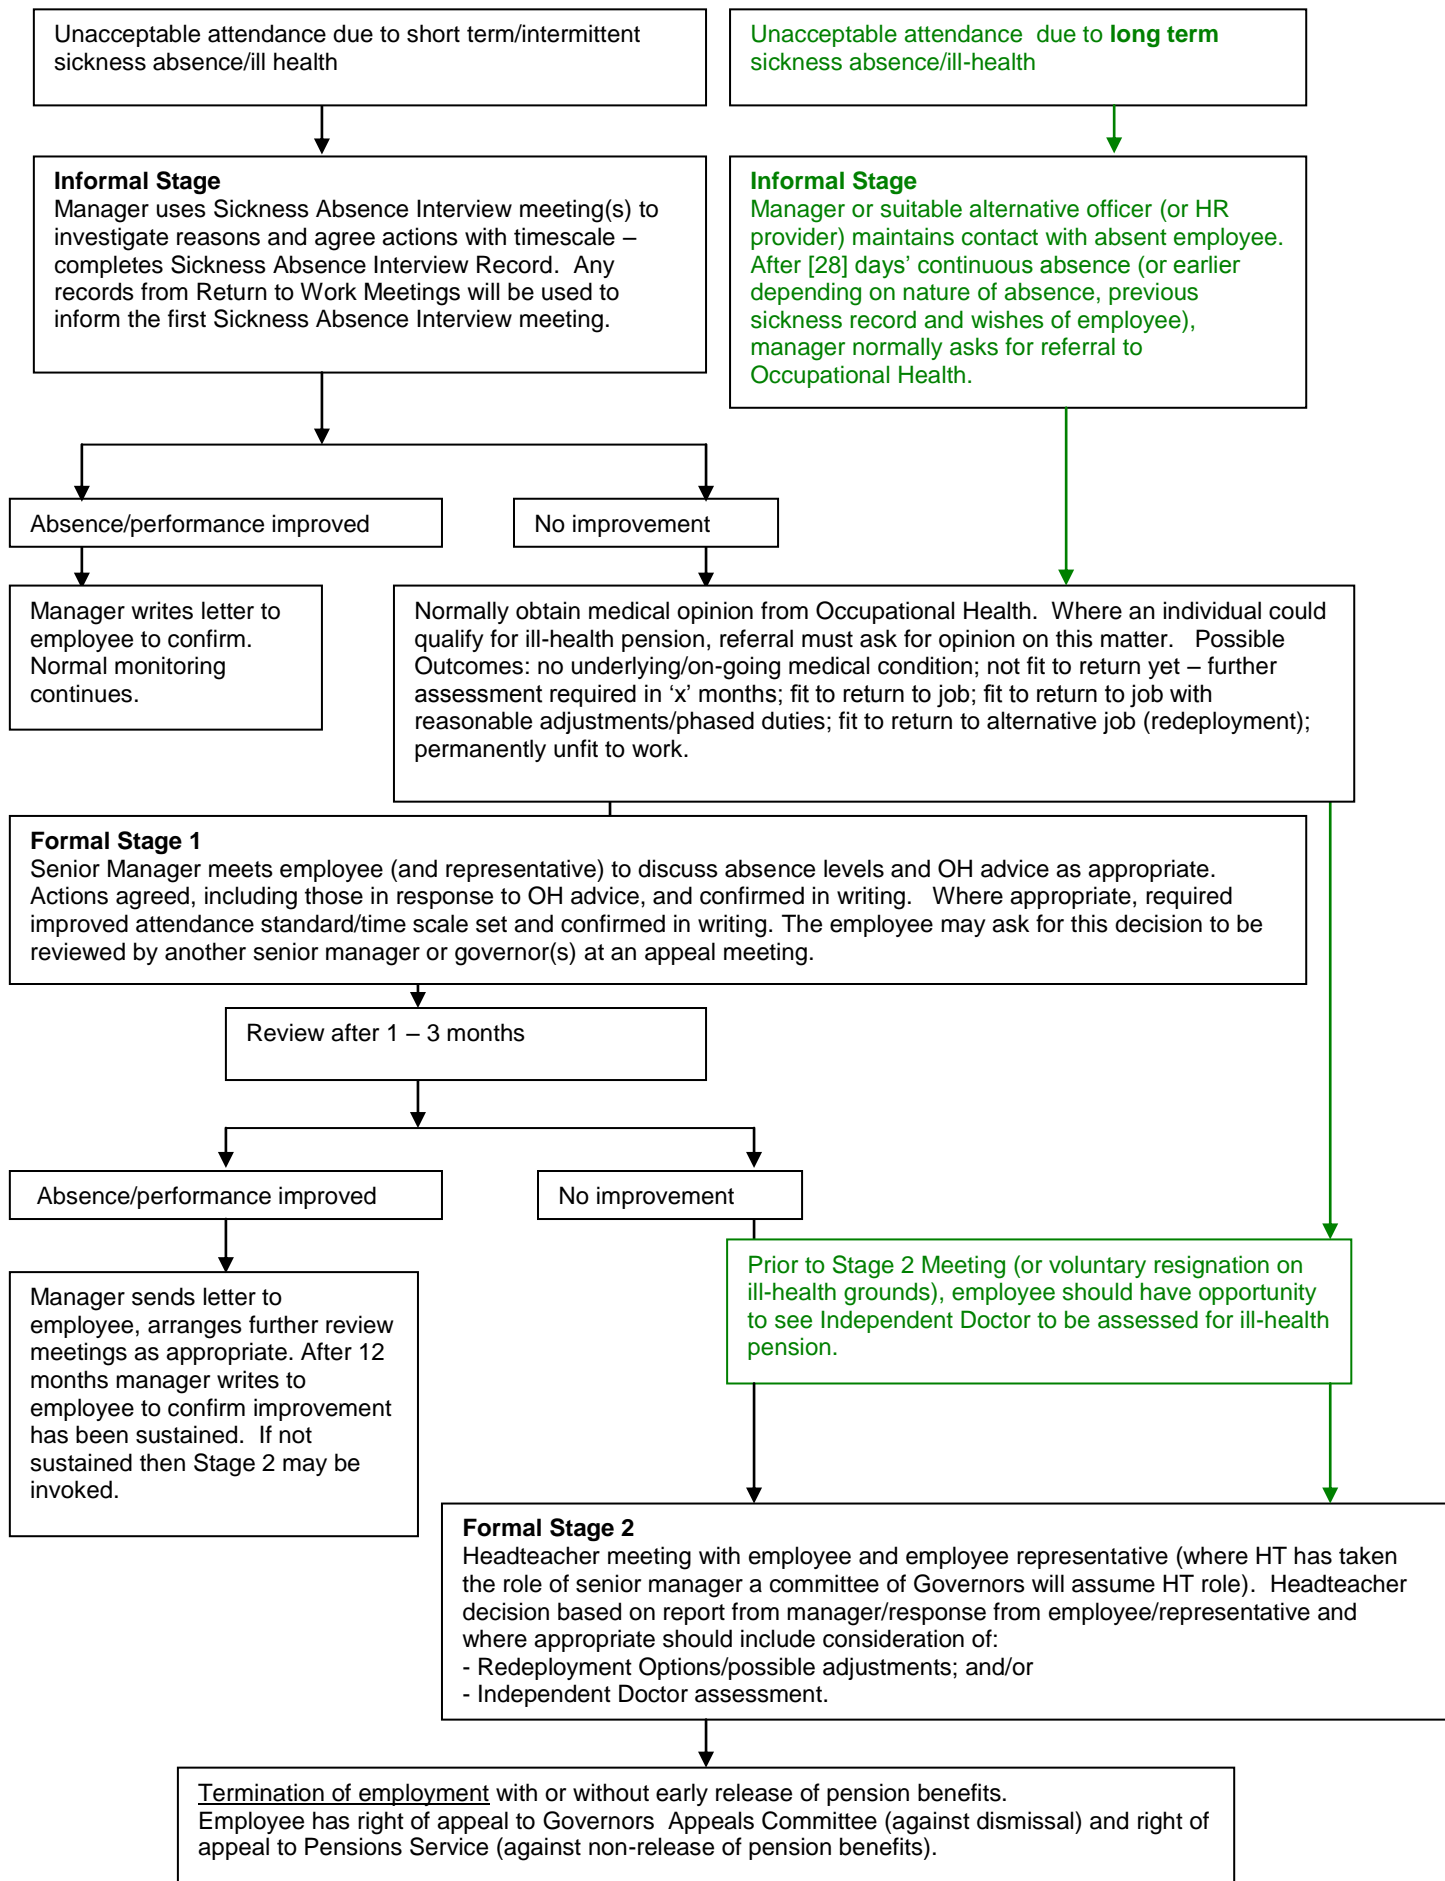 Unacceptable attendance due to short term/intermittent
sickness absence/ill health
Unacceptable attendance  due to long term
sickness absence/ill-health
Informal Stage
Manager uses Sickness Absence Interview meeting(s) to
investigate reasons and agree actions with timescale –
completes Sickness Absence Interview Record.  Any
records from Return to Work Meetings will be used to
inform the first Sickness Absence Interview meeting.
Informal Stage
Manager or suitable alternative officer (or HR
provider) maintains contact with absent employee.
After [28] days’ continuous absence (or earlier
depending on nature of absence, previous
sickness record and wishes of employee),
manager normally asks for referral to
Occupational Health.
Absence/performance improved
No improvement
Manager writes letter to
employee to confirm.
Normal monitoring
continues.
Normally obtain medical opinion from Occupational Health.  Where an individual could
qualify for ill-health pension, referral must ask for opinion on this matter.   Possible
Outcomes: no underlying/on-going medical condition; not fit to return yet – further
assessment required in ‘x’ months; fit to return to job; fit to return to job with
reasonable adjustments/phased duties; fit to return to alternative job (redeployment);
permanently unfit to work.
Formal Stage 1
Senior Manager meets employee (and representative) to discuss absence levels and OH advice as appropriate.
Actions agreed, including those in response to OH advice, and confirmed in writing.   Where appropriate, required
improved attendance standard/time scale set and confirmed in writing. The employee may ask for this decision to be
reviewed by another senior manager or governor(s) at an appeal meeting.
Review after 1 – 3 months
Absence/performance improved
No improvement
Manager sends letter to
employee, arranges further review
meetings as appropriate. After 12
months manager writes to
employee to confirm improvement
has been sustained.  If not
sustained then Stage 2 may be
invoked.
Prior to Stage 2 Meeting (or voluntary resignation on
ill-health grounds), employee should have opportunity
to see Independent Doctor to be assessed for ill-health
pension.
Formal Stage 2
Headteacher meeting with employee and employee representative (where HT has taken
the role of senior manager a committee of Governors will assume HT role).  Headteacher
decision based on report from manager/response from employee/representative and
where appropriate should include consideration of:
- Redeployment Options/possible adjustments; and/or
- Independent Doctor assessment.
Termination of employment with or without early release of pension benefits.
Employee has right of appeal to Governors  Appeals Committee (against dismissal) and right of
appeal to Pensions Service (against non-release of pension benefits).